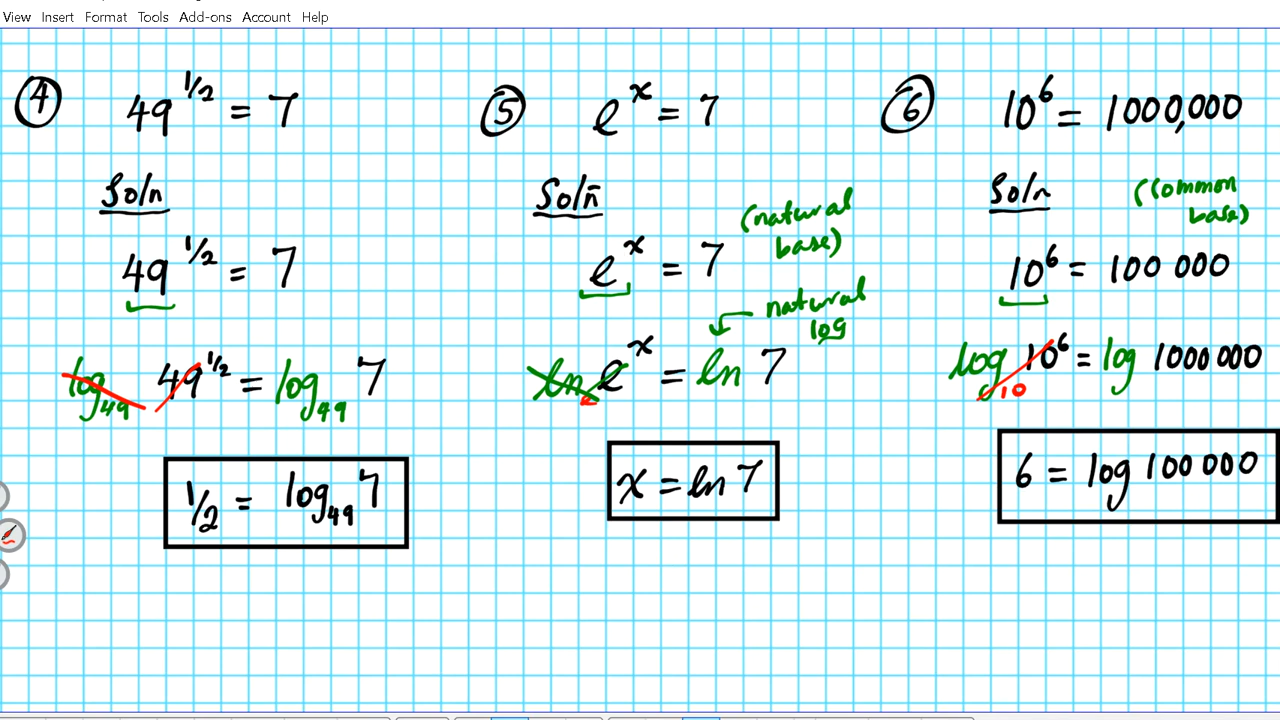 View Insert Format Tools Add-ons Account Help
④ 49^1/2 = 7
Soln
49^1/2 = 7
log₄₉ 49^1/2 = log₄₉ 7
1/2 = log₄₉ 7
⑤ e^x = 7
Soln
(natural
base)
e^x = 7
natural
log
ln e^x = ln 7
x = ln 7
⑥ 10^6 = 1000,000
Soln
(Common
base)
10^6 = 100 000
log₁₀ 10^6 = log 1000 000
6 = log 100 000